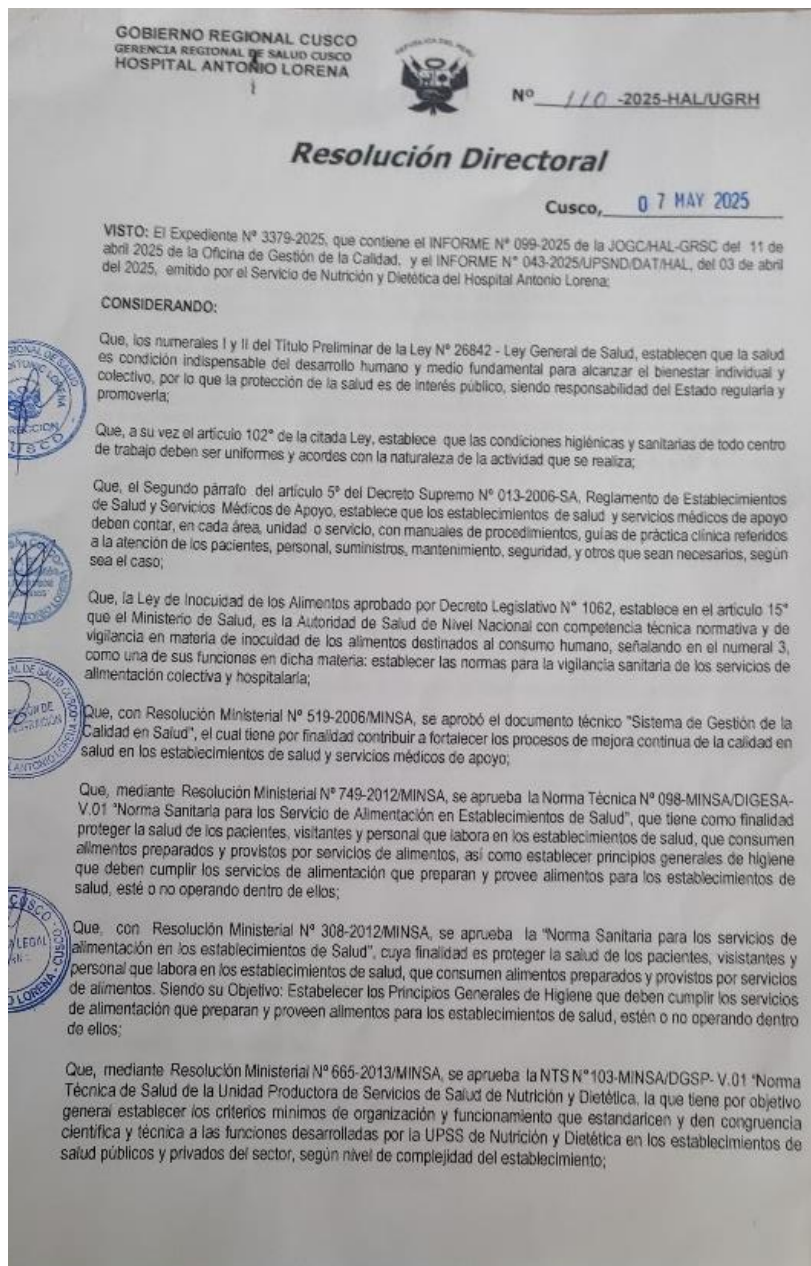 GOBIERNO REGIONAL CUSCO
GERENCIA REGIONAL DE SALUD CUSCO
HOSPITAL ANTONIO LORENA
Nº 110 -2025-HAL/UGRH
Resolución Directoral
Cusco, 07 MAY 2025
VISTO: El Expediente Nº 3379-2025, que contiene el INFORME Nº 099-2025 de la JOGC/HAL-GRSC del 11 de
abril 2025 de la Oficina de Gestión de la Calidad, y el INFORME N° 043-2025/UPSND/DAT/HAL, del 03 de abril
del 2025, emitido por el Servicio de Nutrición y Dietética del Hospital Antonio Lorena;
CONSIDERANDO:
Que, los numerales I y II del Título Preliminar de la Ley Nº 26842 - Ley General de Salud, establecen que la salud
es condición indispensable del desarrollo humano y medio fundamental para alcanzar el bienestar individual y
colectivo, por lo que la protección de la salud es de interés público, siendo responsabilidad del Estado regularla y
promoverla;
Que, a su vez el artículo 102° de la citada Ley, establece que las condiciones higiénicas y sanitarias de todo centro
de trabajo deben ser uniformes y acordes con la naturaleza de la actividad que se realiza;
Que, el Segundo párrafo del artículo 5º del Decreto Supremo Nº 013-2006-SA, Reglamento de Establecimientos
de Salud y Servicios Médicos de Apoyo, establece que los establecimientos de salud y servicios médicos de apoyo
deben contar, en cada área, unidad o servicio, con manuales de procedimientos, guías de práctica clínica referidos
a la atención de los pacientes, personal, suministros, mantenimiento, seguridad, y otros que sean necesarios, según
sea el caso;
Que, la Ley de Inocuidad de los Alimentos aprobado por Decreto Legislativo N° 1062, establece en el artículo 15°
que el Ministerio de Salud, es la Autoridad de Salud de Nivel Nacional con competencia técnica normativa y de
vigilancia en materia de inocuidad de los alimentos destinados al consumo humano, señalando en el numeral 3,
como una de sus funciones en dicha materia: establecer las normas para la vigilancia sanitaria de los servicios de
alimentación colectiva y hospitalaria;
Que, con Resolución Ministerial N° 519-2006/MINSA, se aprobó el documento técnico "Sistema de Gestión de la
Calidad en Salud", el cual tiene por finalidad contribuir a fortalecer los procesos de mejora continua de la calidad en
salud en los establecimientos de salud y servicios médicos de apoyo;
Que, mediante Resolución Ministerial Nº 749-2012/MINSA, se aprueba la Norma Técnica N° 098-MINSA/DIGESA-
V.01 "Norma Sanitaria para los Servicio de Alimentación en Establecimientos de Salud", que tiene como finalidad
proteger la salud de los pacientes, visitantes y personal que labora en los establecimientos de salud, que consumen
alimentos preparados y provistos por servicios de alimentos, así como establecer principios generales de higiene
que deben cumplir los servicios de alimentación que preparan y provee alimentos para los establecimientos de
salud, esté o no operando dentro de ellos;
Que, con Resolución Ministerial N° 308-2012/MINSA, se aprueba la "Norma Sanitaria para los servicios de
alimentación en los establecimientos de Salud", cuya finalidad es proteger la salud de los pacientes, visistantes y
personal que labora en los establecimientos de salud, que consumen alimentos preparados y provistos por servicios
de alimentos. Siendo su Objetivo: Estabelecer los Principios Generales de Higiene que deben cumplir los servicios
de alimentación que preparan y proveen alimentos para los establecimientos de salud, estén o no operando dentro
de ellos;
Que, mediante Resolución Ministerial N° 665-2013/MINSA, se aprueba la NTS N°103-MINSA/DGSP- V.01 "Norma
Técnica de Salud de la Unidad Productora de Servicios de Salud de Nutrición y Dietética, la que tiene por objetivo
general establecer los criterios mínimos de organización y funcionamiento que estandaricen y den congruencia
científica y técnica a las funciones desarrolladas por la UPSS de Nutrición y Dietética en los establecimientos de
salud públicos y privados del sector, según nivel de complejidad del establecimiento;